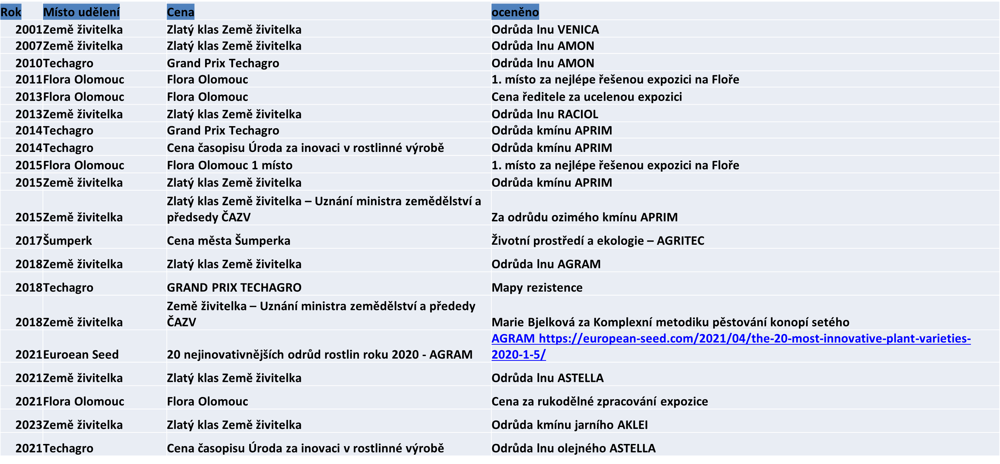 Rok Místo udělení Cena oceněno
2001 Země živitelka Zlatý klas Země živitelka Odrůda lnu VENICA
2007 Země živitelka Zlatý klas Země živitelka Odrůda lnu AMON
2010 Techagro Grand Prix Techagro Odrůda lnu AMON
2011 Flora Olomouc Flora Olomouc 1. místo za nejlépe řešenou expozici na Floře
2013 Flora Olomouc Flora Olomouc Cena ředitele za ucelenou expozici
2013 Země živitelka Zlatý klas Země živitelka Odrůda lnu RACIOL
2014 Techagro Grand Prix Techagro Odrůda kmínu APRIM
2014 Techagro Cena časopisu Úroda za inovaci v rostlinné výrobě Odrůda kmínu APRIM
2015 Flora Olomouc Flora Olomouc 1 místo 1. místo za nejlépe řešenou expozici na Floře
2015 Země živitelka Zlatý klas Země živitelka Odrůda kmínu APRIM
Zlatý klas Země živitelka – Uznání ministra zemědělství a
2015 Země živitelka předsedy ČAZV Za odrůdu ozimého kmínu APRIM
2017 Šumperk Cena města Šumperka Životní prostředí a ekologie – AGRITEC
2018 Země živitelka Zlatý klas Země živitelka Odrůda lnu AGRAM
2018 Techagro GRAND PRIX TECHAGRO Mapy rezistence
Země živitelka – Uznání ministra zemědělství a přededy
2018 Země živitelka ČAZV Marie Bjelková za Komplexní metodiku pěstování konopí setého
AGRAM https://european-seed.com/2021/04/the-20-most-innovative-plant-varieties-
2021 Euroean Seed 20 nejinovativnějších odrůd rostlin roku 2020 - AGRAM 2020-1-5/
2021 Země živitelka Zlatý klas Země živitelka Odrůda lnu ASTELLA
2021 Flora Olomouc Flora Olomouc Cena za rukodělné zpracování expozice
2023 Země živitelka Zlatý klas Země živitelka Odrůda kmínu jarního AKLEI
2021 Techagro Cena časopisu Úroda za inovaci v rostlinné výrobě Odrůda lnu olejného ASTELLA